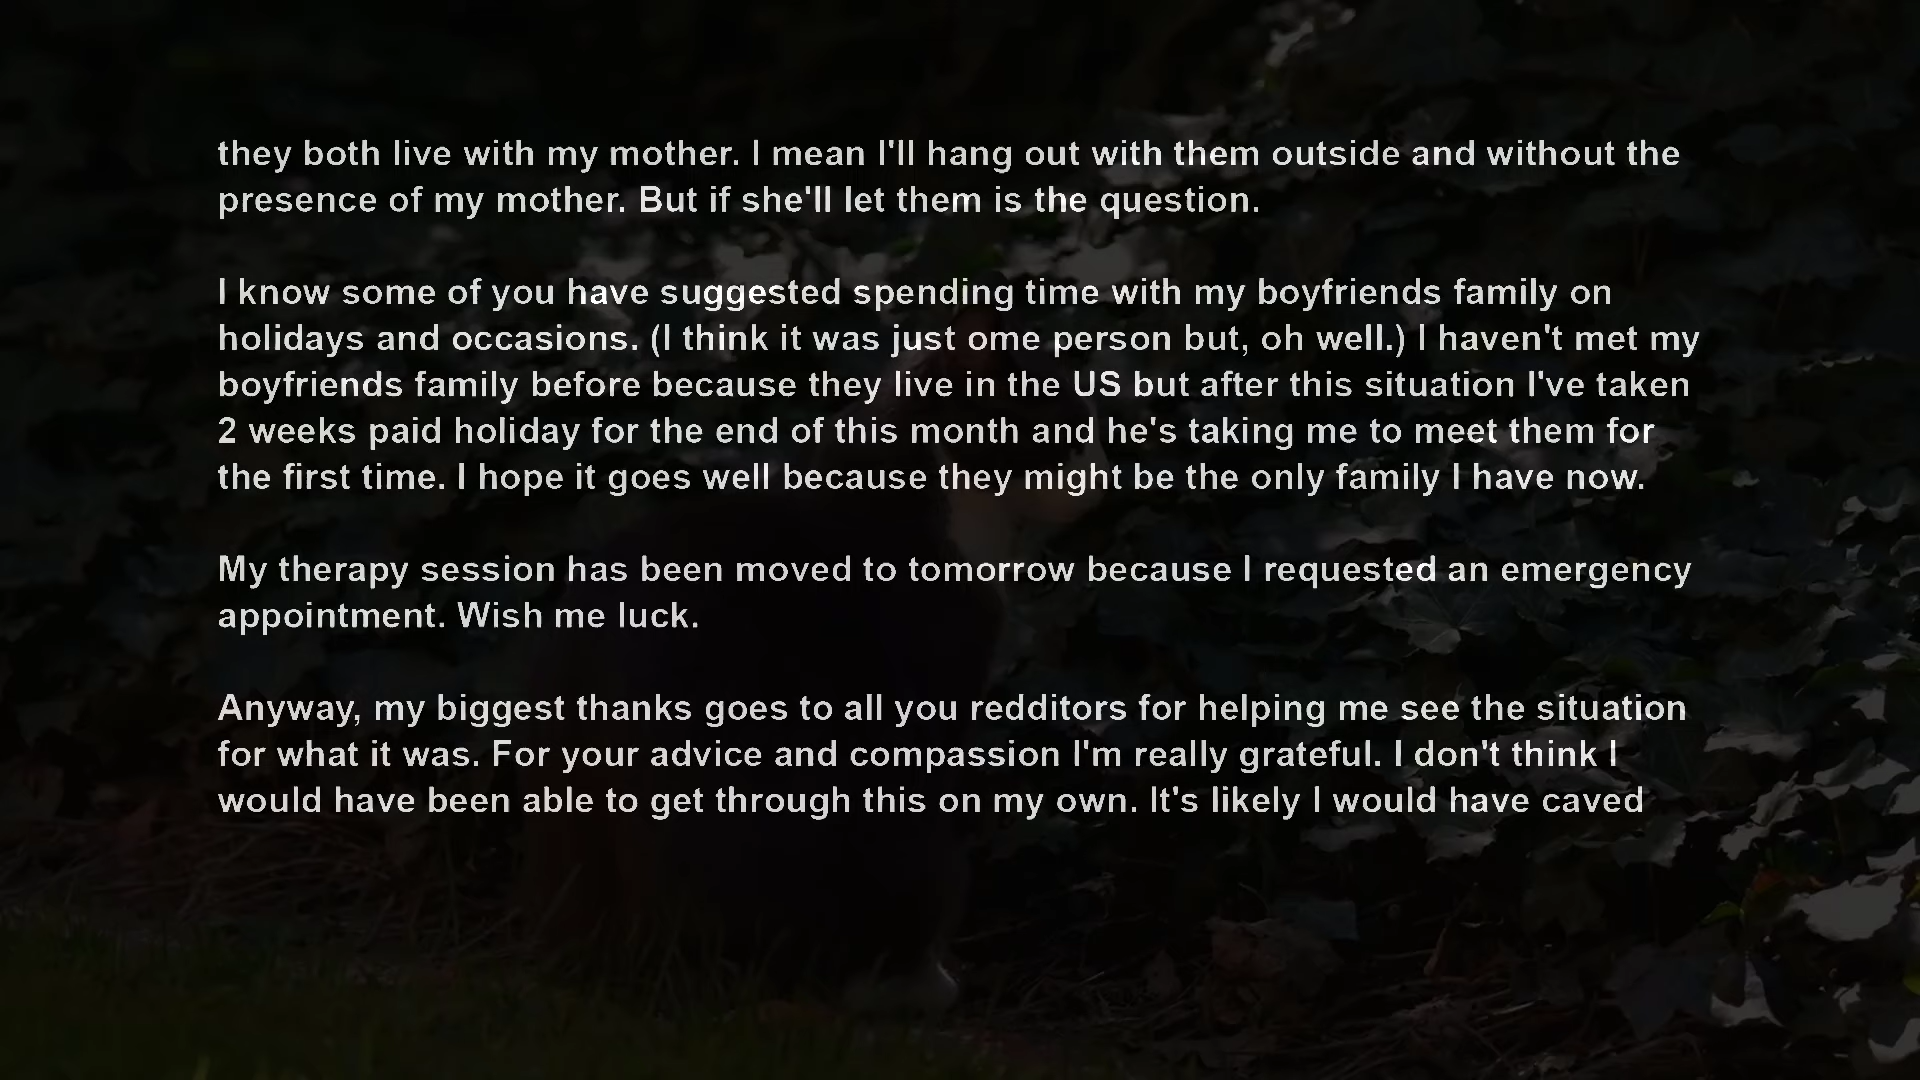 they both live with my mother. I mean I'll hang out with them outside and without the
presence of my mother. But if she'll let them is the question.
I know some of you have suggested spending time with my boyfriends family on
holidays and occasions. (I think it was just ome person but, oh well.) I haven't met my
boyfriends family before because they live in the US but after this situation I've taken
2 weeks paid holiday for the end of this month and he's taking me to meet them for
the first time. I hope it goes well because they might be the only family I have now.
My therapy session has been moved to tomorrow because I requested an emergency
appointment. Wish me luck.
Anyway, my biggest thanks goes to all you redditors for helping me see the situation
for what it was. For your advice and compassion I'm really grateful. I don't think I
would have been able to get through this on my own. It's likely I would have caved